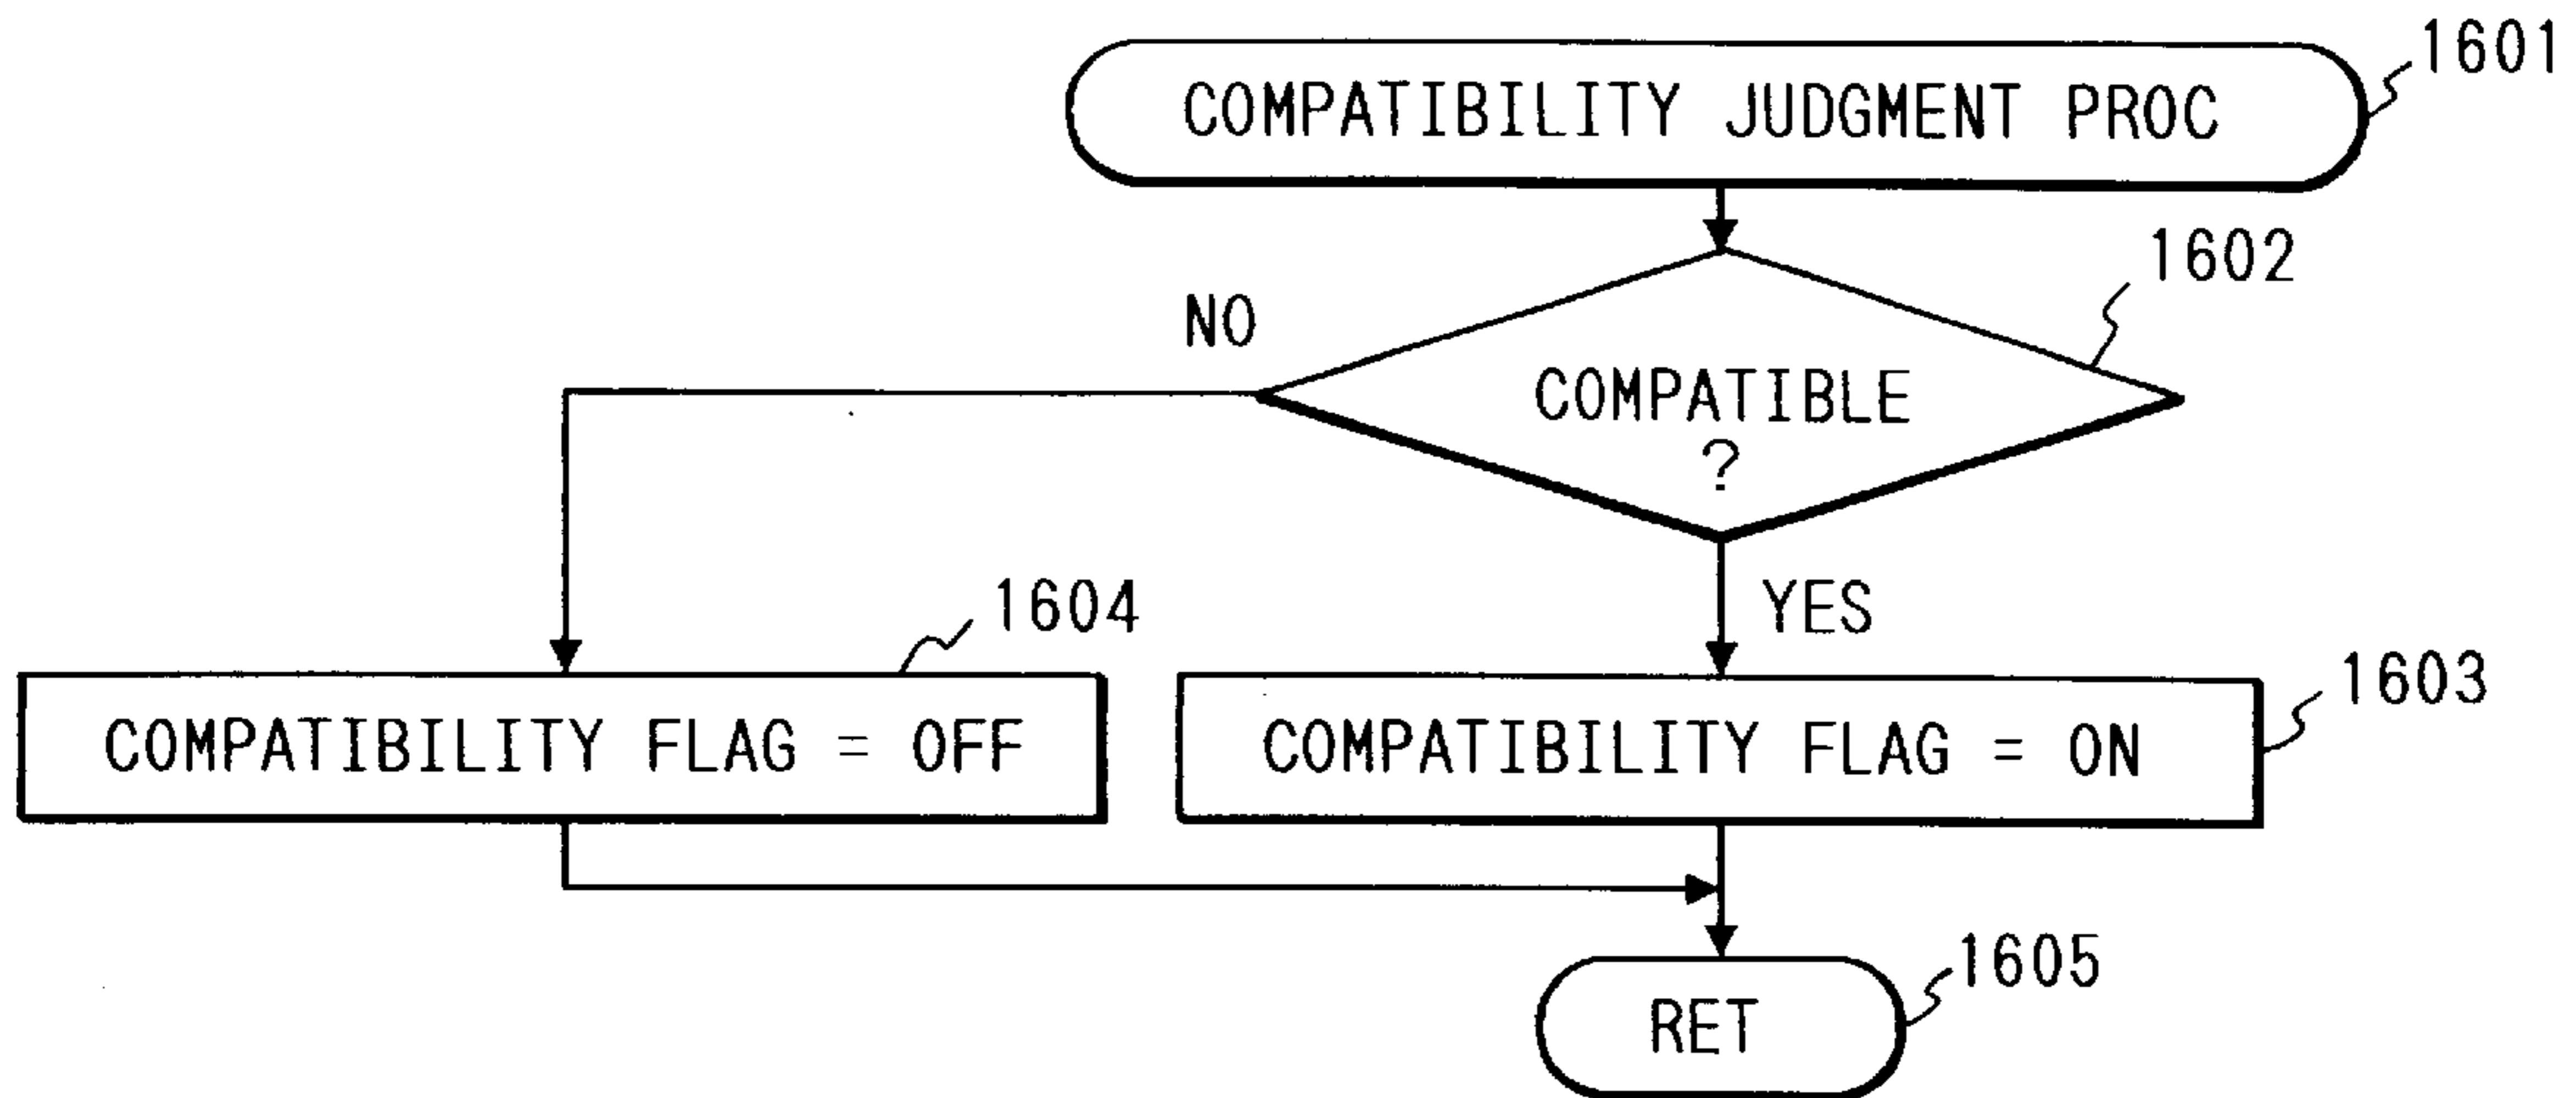 1601
COMPATIBILITY JUDGMENT PROC
1602
NO
COMPATIBLE
?
YES
1604
1603
COMPATIBILITY FLAG = OFF
COMPATIBILITY FLAG = ON
1605
RET